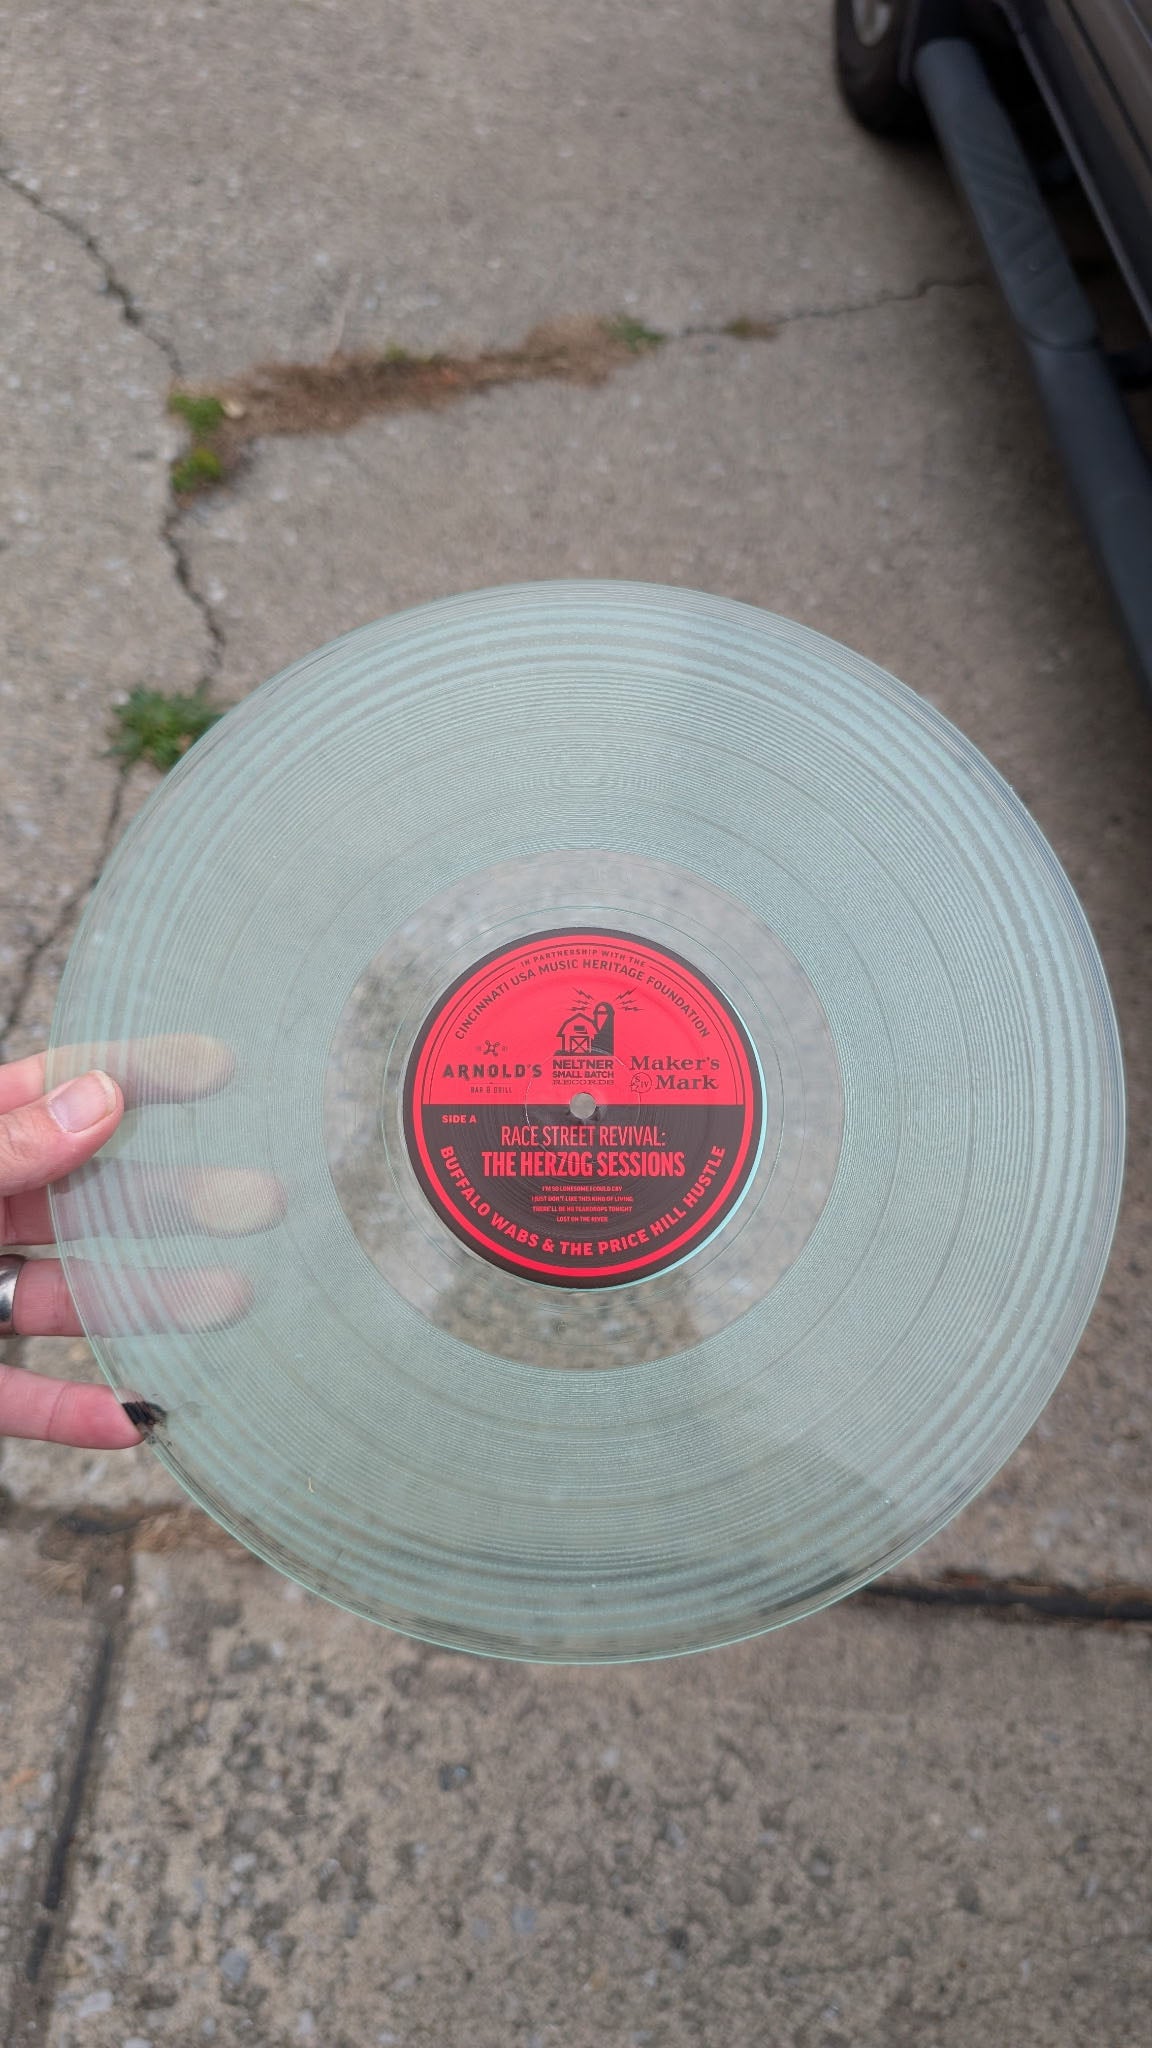 IN PARTNERSHIP WITH THE
CINCINNATI USA MUSIC HERITAGE FOUNDATION
ARNOLD'S
BAR & GRILL
NELTNER
SMALL BATCH
RECORDS
Maker's
Mark
SIV
SIDE A
RACE STREET REVIVAL:
THE HERZOG SESSIONS
I'M SO LONESOME I COULD CRY
I JUST DON'T LIKE THIS KIND OF LIVING
THERE'LL BE NO TEARDROPS TONIGHT
LOST ON THE RIVER
BUFFALO WABS & THE PRICE HILL HUSTLE